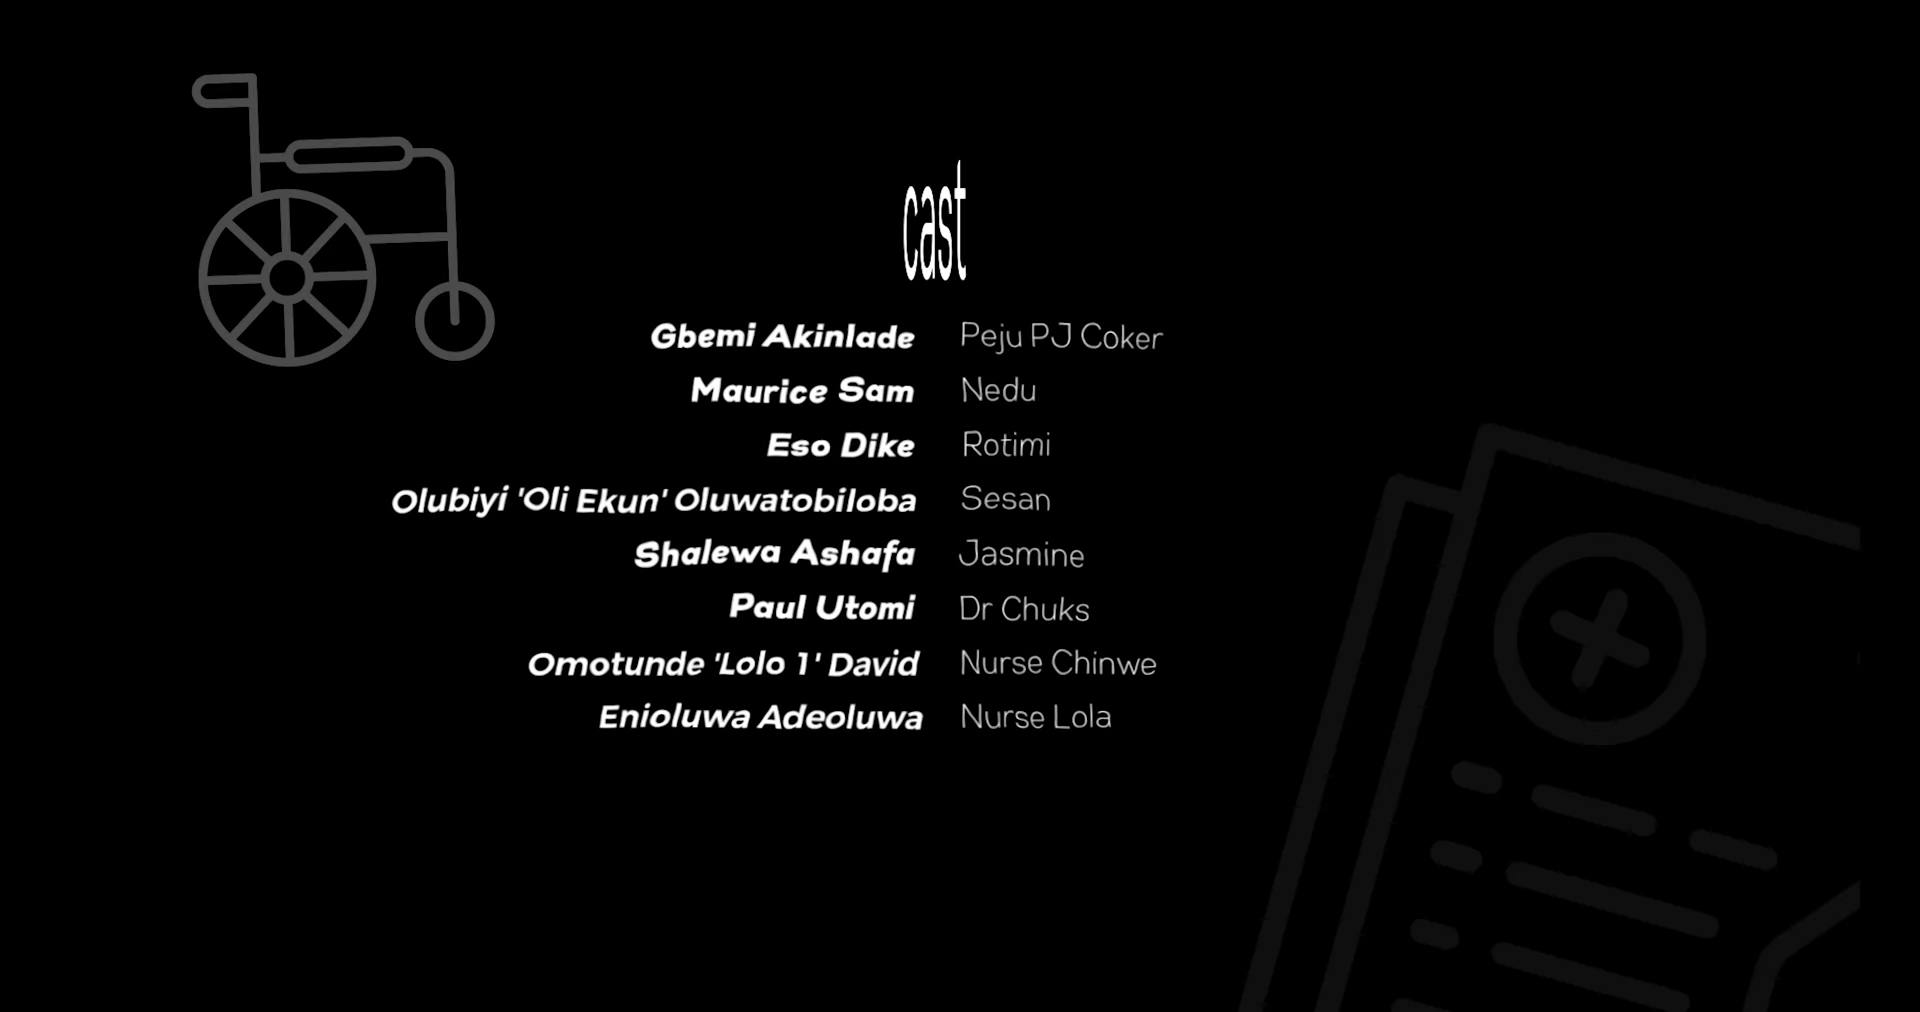 cast
Gbemi Akinlade Peju PJ Coker
Maurice Sam Nedu
Eso Dike Rotimi
Olubiyi 'Oli Ekun' Oluwatobiloba Sesan
Shalewa Ashafa Jasmine
Paul Utomi Dr Chuks
Omotunde 'Lolo 1' David Nurse Chinwe
Enioluwa Adeoluwa Nurse Lola